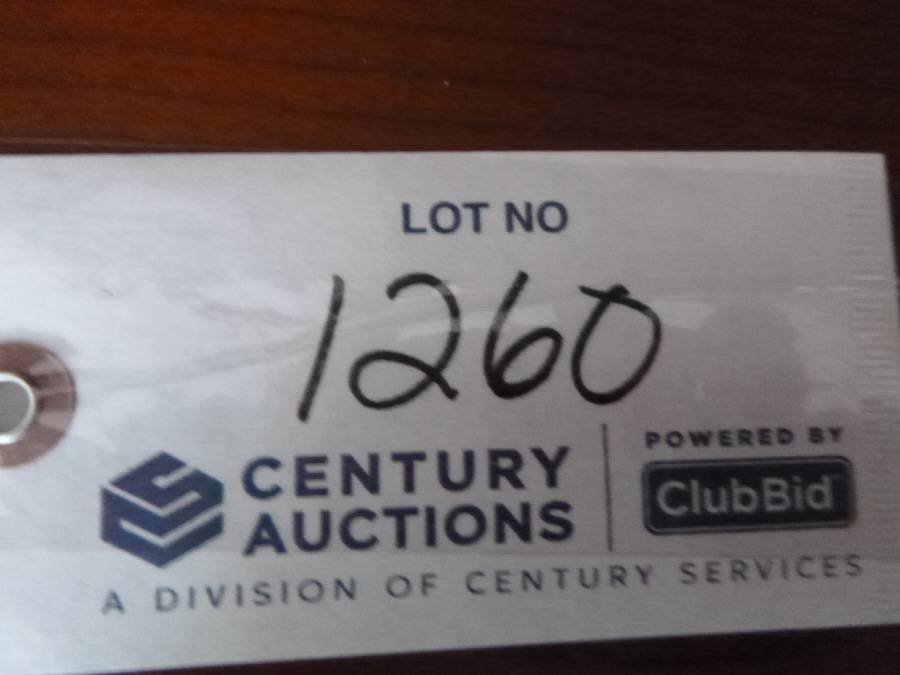 LOT NO
1260
CENTURY
AUCTIONS
POWERED BY
ClubBid
A DIVISION OF CENTURY SERVICES